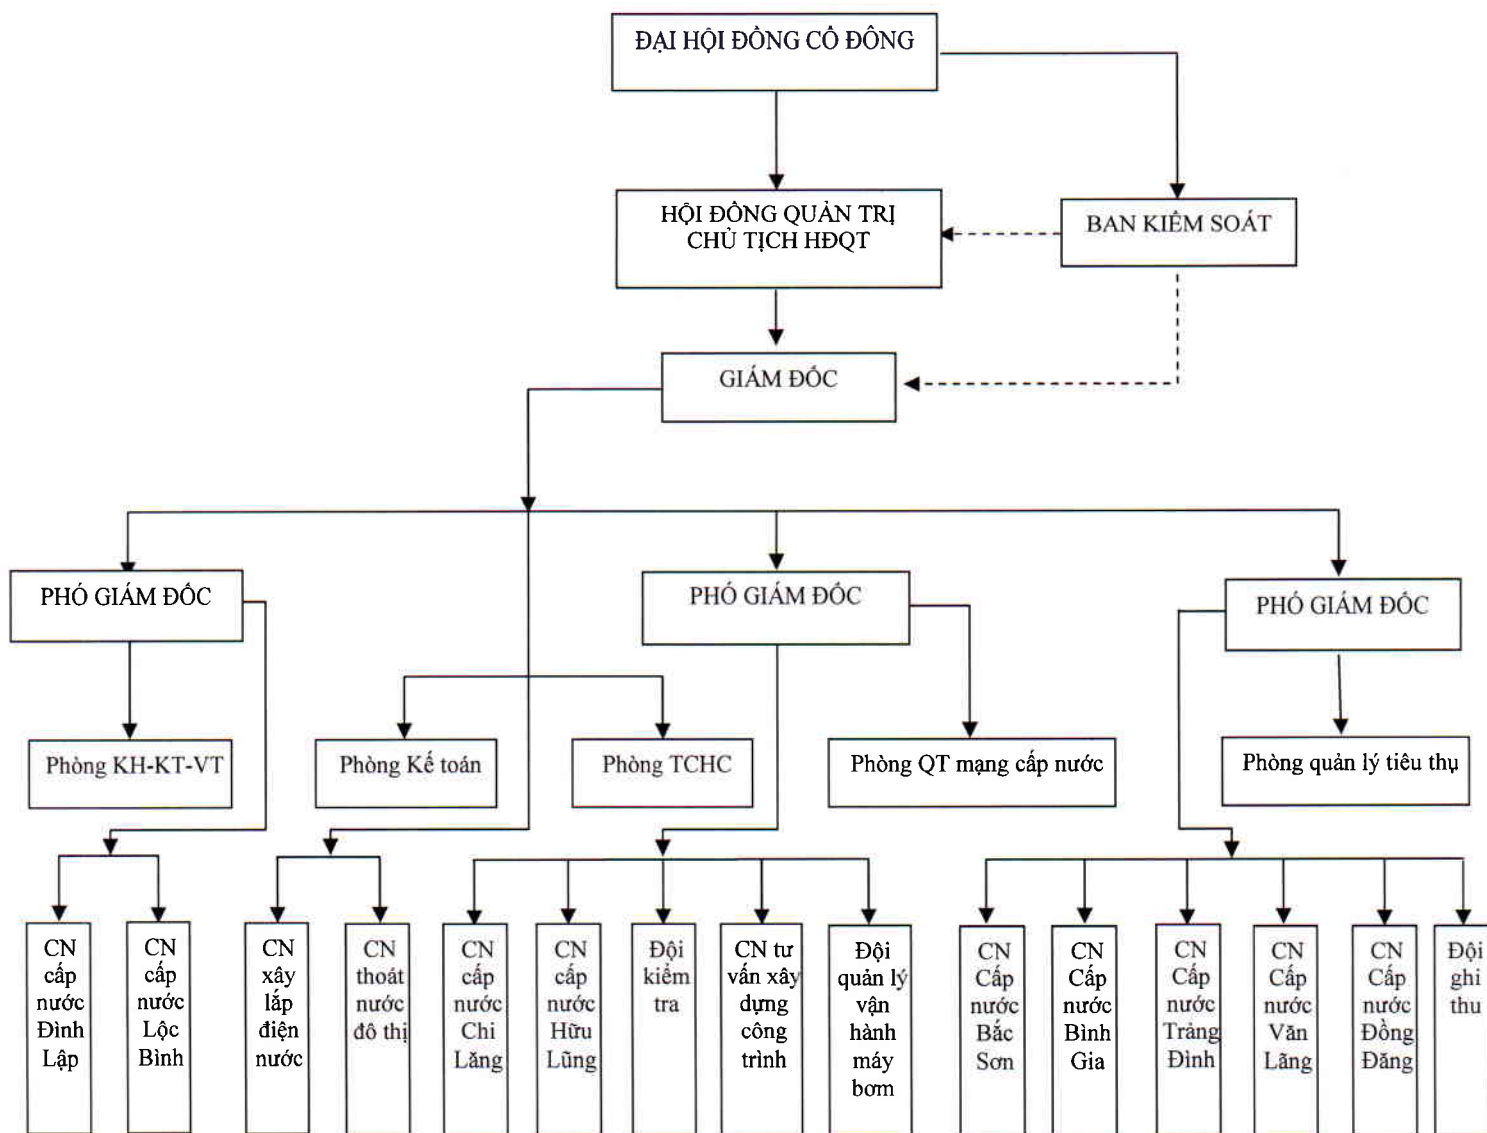 ĐẠI HỘI ĐỒNG CỔ ĐÔNG
HỘI ĐỒNG QUẢN TRỊ
CHỦ TỊCH HĐQT
BAN KIỂM SOÁT
GIÁM ĐỐC
PHÓ GIÁM ĐỐC
PHÓ GIÁM ĐỐC
PHÓ GIÁM ĐỐC
Phòng KH-KT-VT
Phòng Kế toán
Phòng TCHC
Phòng QT mạng cấp nước
Phòng quản lý tiêu thụ
CN
cấp
nước
Đình
Lập
CN
cấp
nước
Lộc
Bình
CN
xây
lắp
điện
nước
CN
thoát
nước
đô thị
CN
cấp
nước
Chi
Lăng
CN
cấp
nước
Hữu
Lũng
Đội
kiểm
tra
CN tư
vấn xây
dựng
công
trình
Đội
quản lý
vận
hành
máy
bơm
CN
Cấp
nước
Bắc
Sơn
CN
Cấp
nước
Bình
Gia
CN
Cấp
nước
Tràng
Đình
CN
Cấp
nước
Văn
Lãng
CN
Cấp
nước
Đồng
Đăng
Đội
ghi
thu